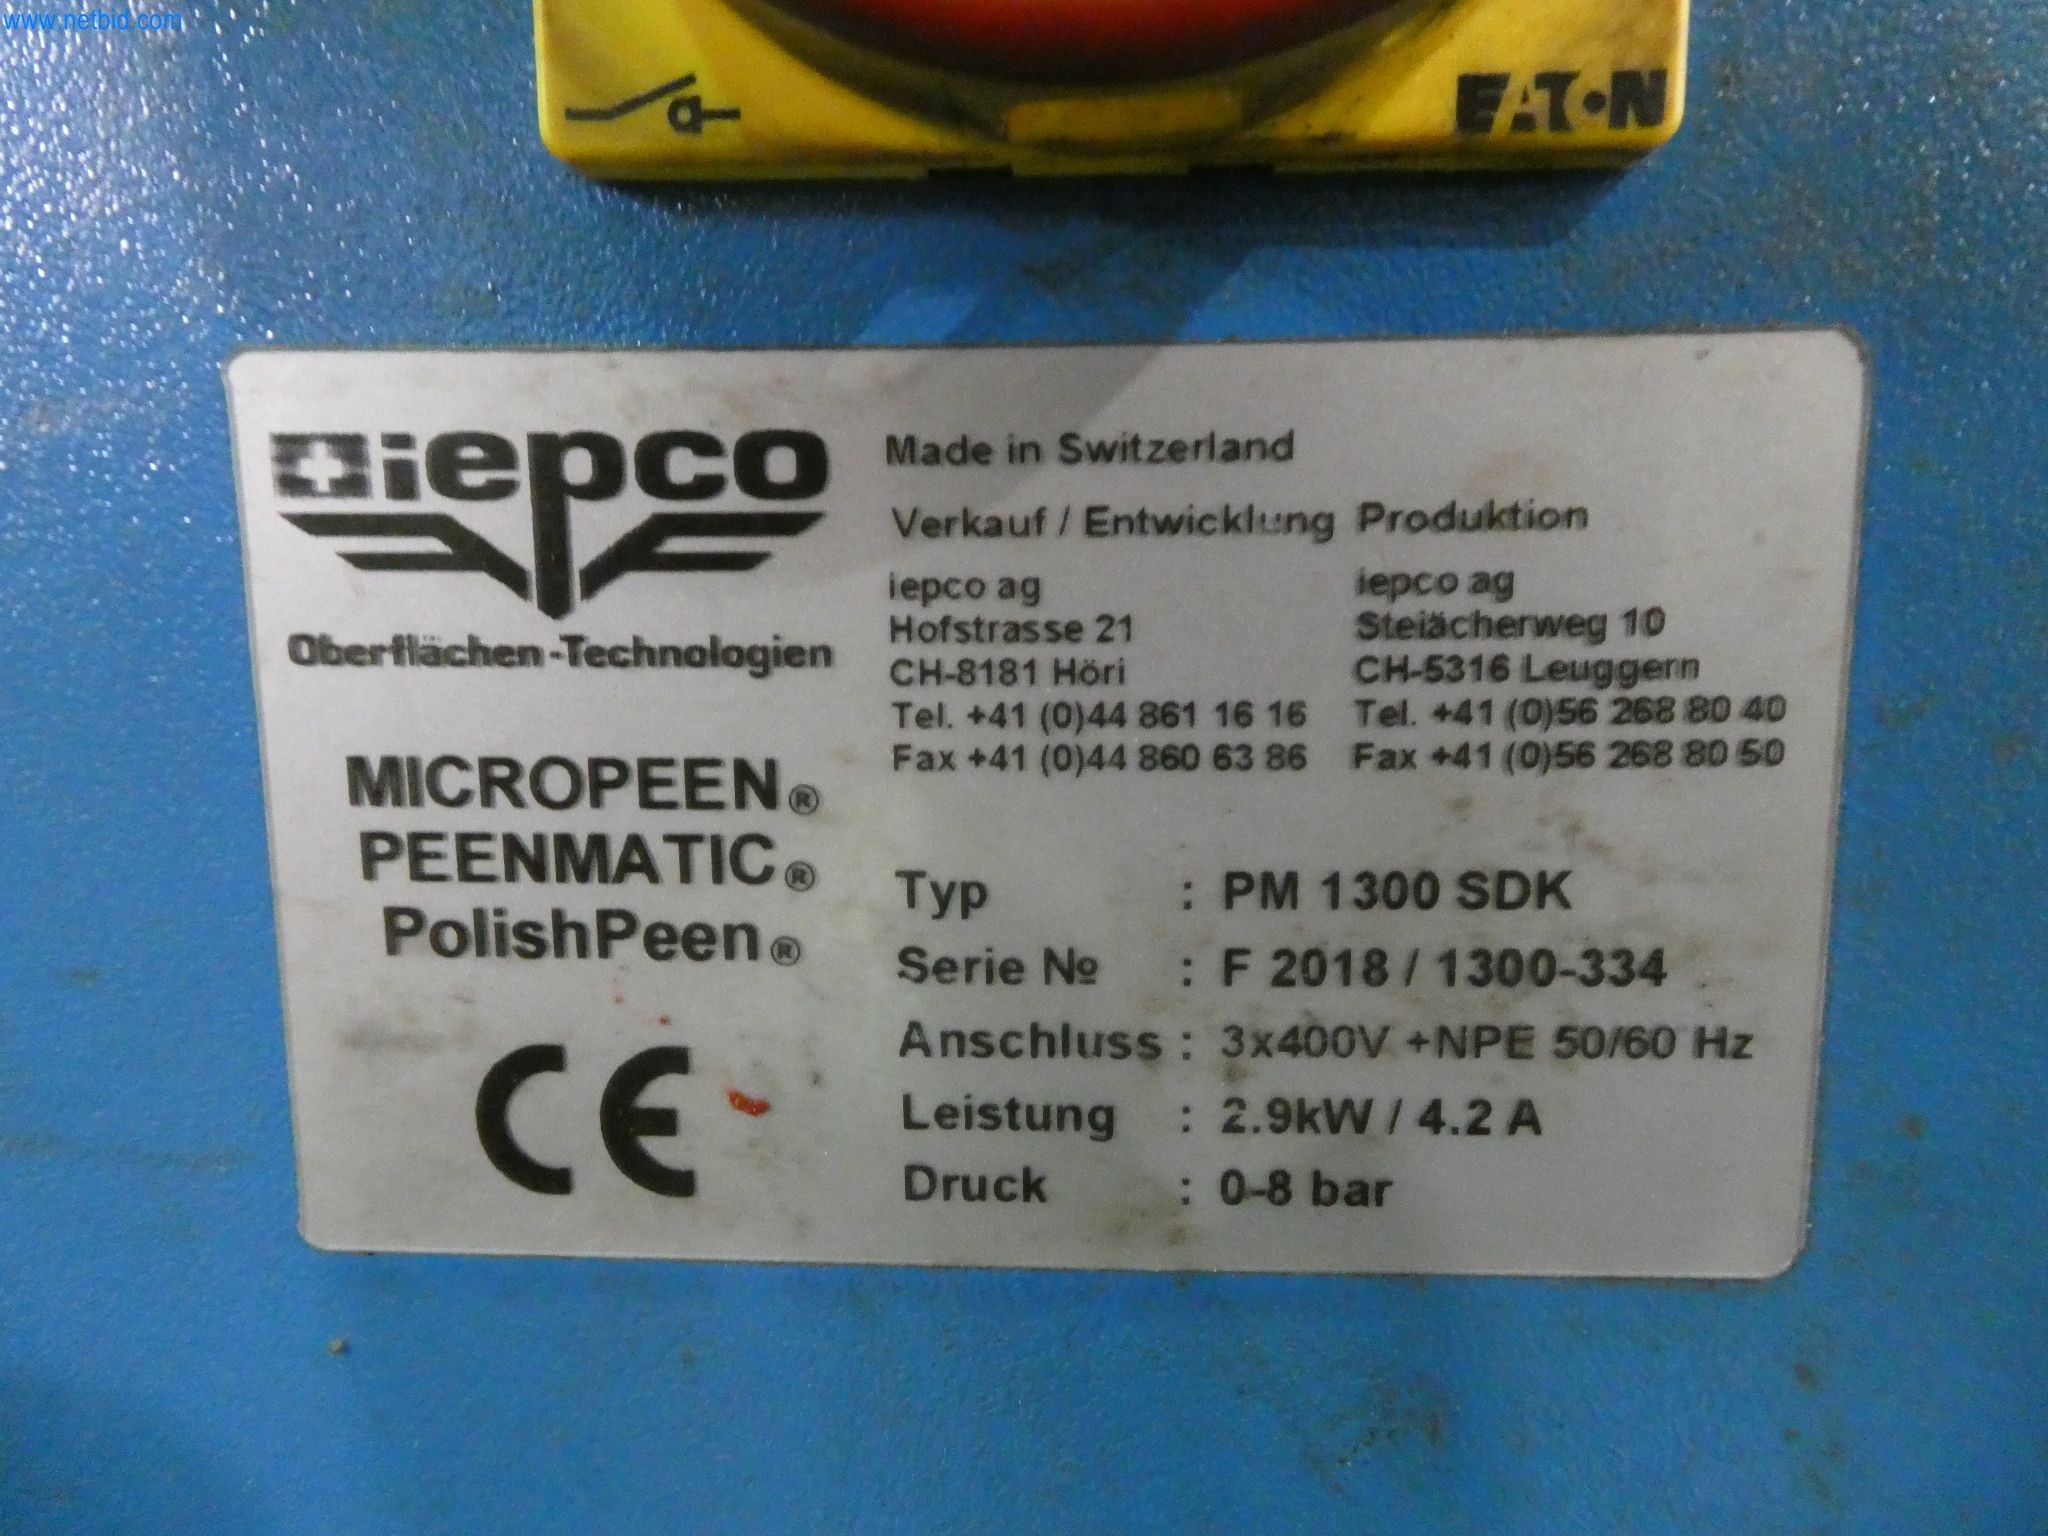 www.netbid.com
EATON
iepco
Oberflächen-Technologien
MICROPEEN®
PEENMATIC®
PolishPeen®
CE
Made in Switzerland
Verkauf / Entwicklung
iepco ag
Hofstrasse 21
CH-8181 Höri
Tel. +41 (0)44 861 16 16
Fax +41 (0)44 860 63 86
Produktion
iepco ag
Steiächerweg 10
CH-5316 Leuggern
Tel. +41 (0)56 268 80 40
Fax +41 (0)56 268 80 50
Typ : PM 1300 SDK
Serie № : F 2018 / 1300-334
Anschluss : 3x400V +NPE 50/60 Hz
Leistung : 2.9kW / 4.2 A
Druck : 0-8 bar